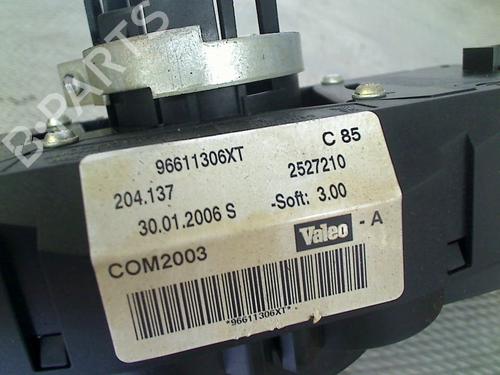 B-PARTS
96611306XT C 85
204.137 2527210
30.01.2006 S -Soft: 3.00
COM2003 Valeo - A
*96611306XT*